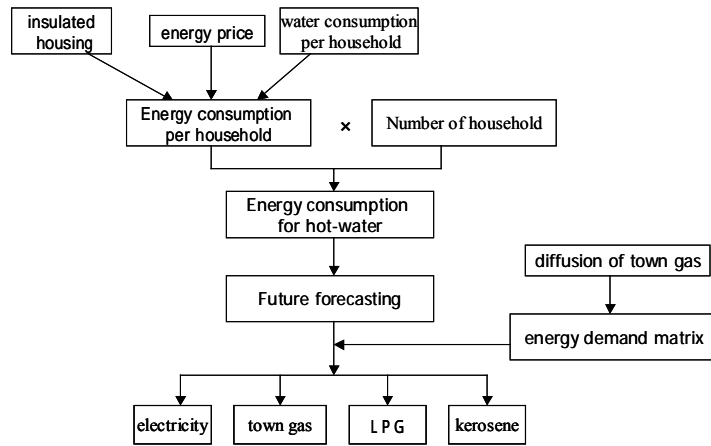 insulated
housing
energy price
water consumption
per household
Energy consumption
per household
×
Number of household
Energy consumption
for hot-water
diffusion of town gas
Future forecasting
energy demand matrix
electricity
town gas
LPG
kerosene